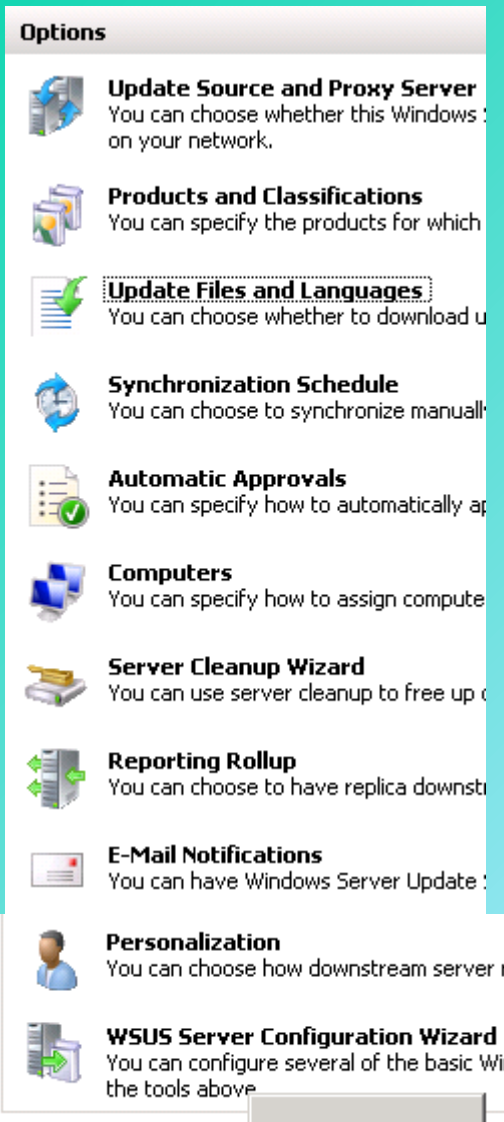 Options
Update Source and Proxy Server
You can choose whether this Windows
on your network.
Products and Classifications
You can specify the products for which
Update Files and Languages
You can choose whether to download u
Synchronization Schedule
You can choose to synchronize manually
Automatic Approvals
You can specify how to automatically ap
Computers
You can specify how to assign compute
Server Cleanup Wizard
You can use server cleanup to free up
Reporting Rollup
You can choose to have replica downst
E-Mail Notifications
You can have Windows Server Update
Personalization
You can choose how downstream server
WSUS Server Configuration Wizard
You can configure several of the basic Wi
the tools above